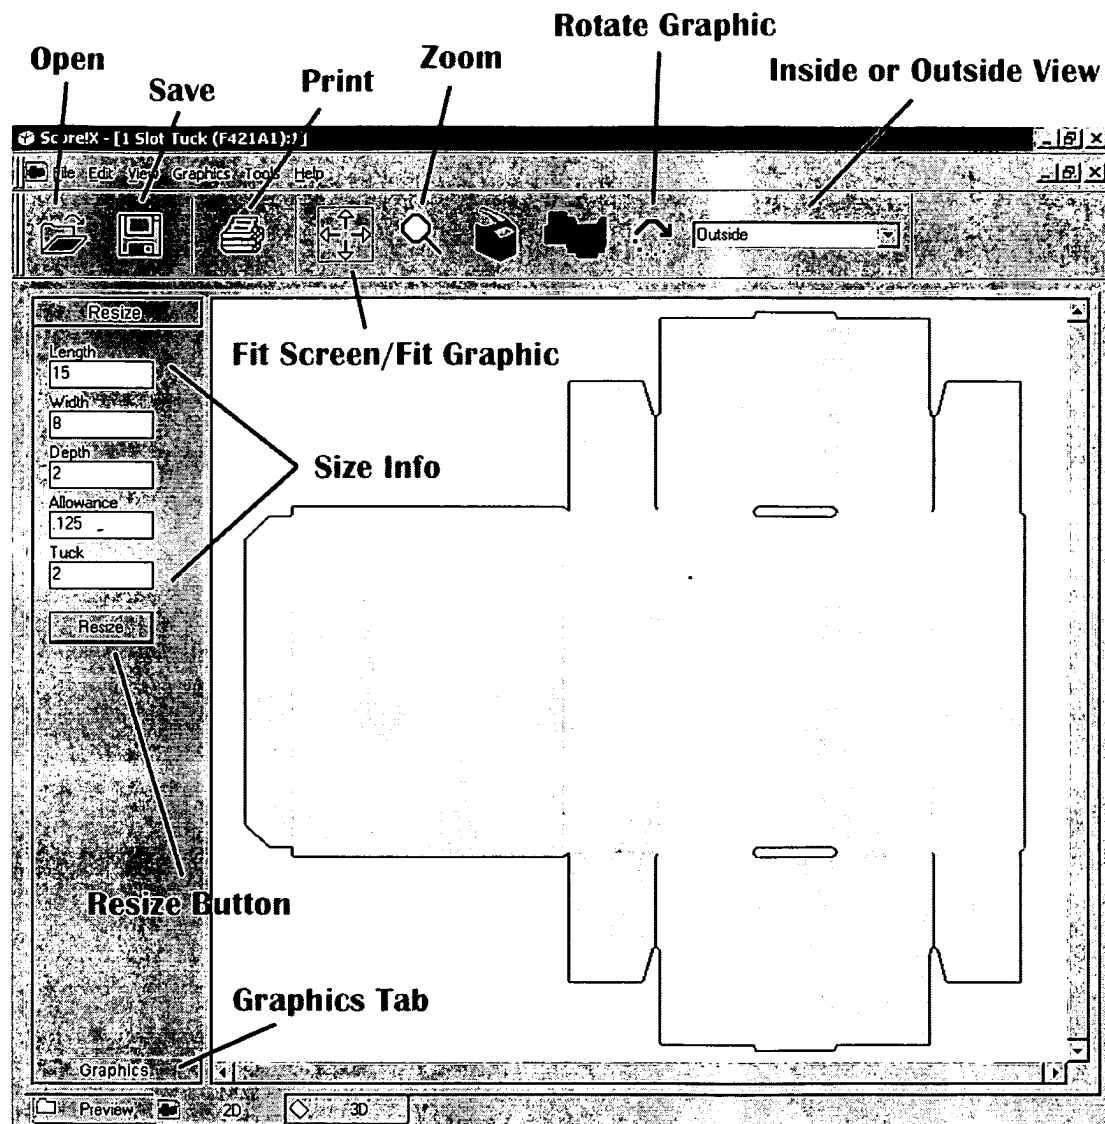 Rotate Graphic
Open
Zoom
Inside or Outside View
Save
Print
Score!X - [1 Slot Tuck (F421A1):1]
File Edit View Graphics Tools Help
Outside
Resize
Fit Screen/Fit Graphic
Length
15
Width
8
Depth
2
Size Info
Allowance
.125
Tuck
2
Resize
Resize Button
Graphics Tab
Graphics
Preview 2D 3D